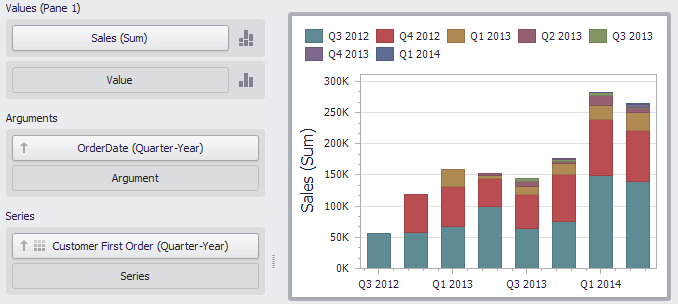 Values (Pane 1)
Sales (Sum)
Value
Arguments
OrderDate (Quarter-Year)
Argument
Series
Customer First Order (Quarter-Year)
Series
Q3 2012 Q4 2012 Q1 2013 Q2 2013 Q3 2013
Q4 2013 Q1 2014
Sales (Sum)
300K
250K
200K
150K
100K
50K
0K
Q3 2012 Q1 2013 Q3 2013 Q1 2014